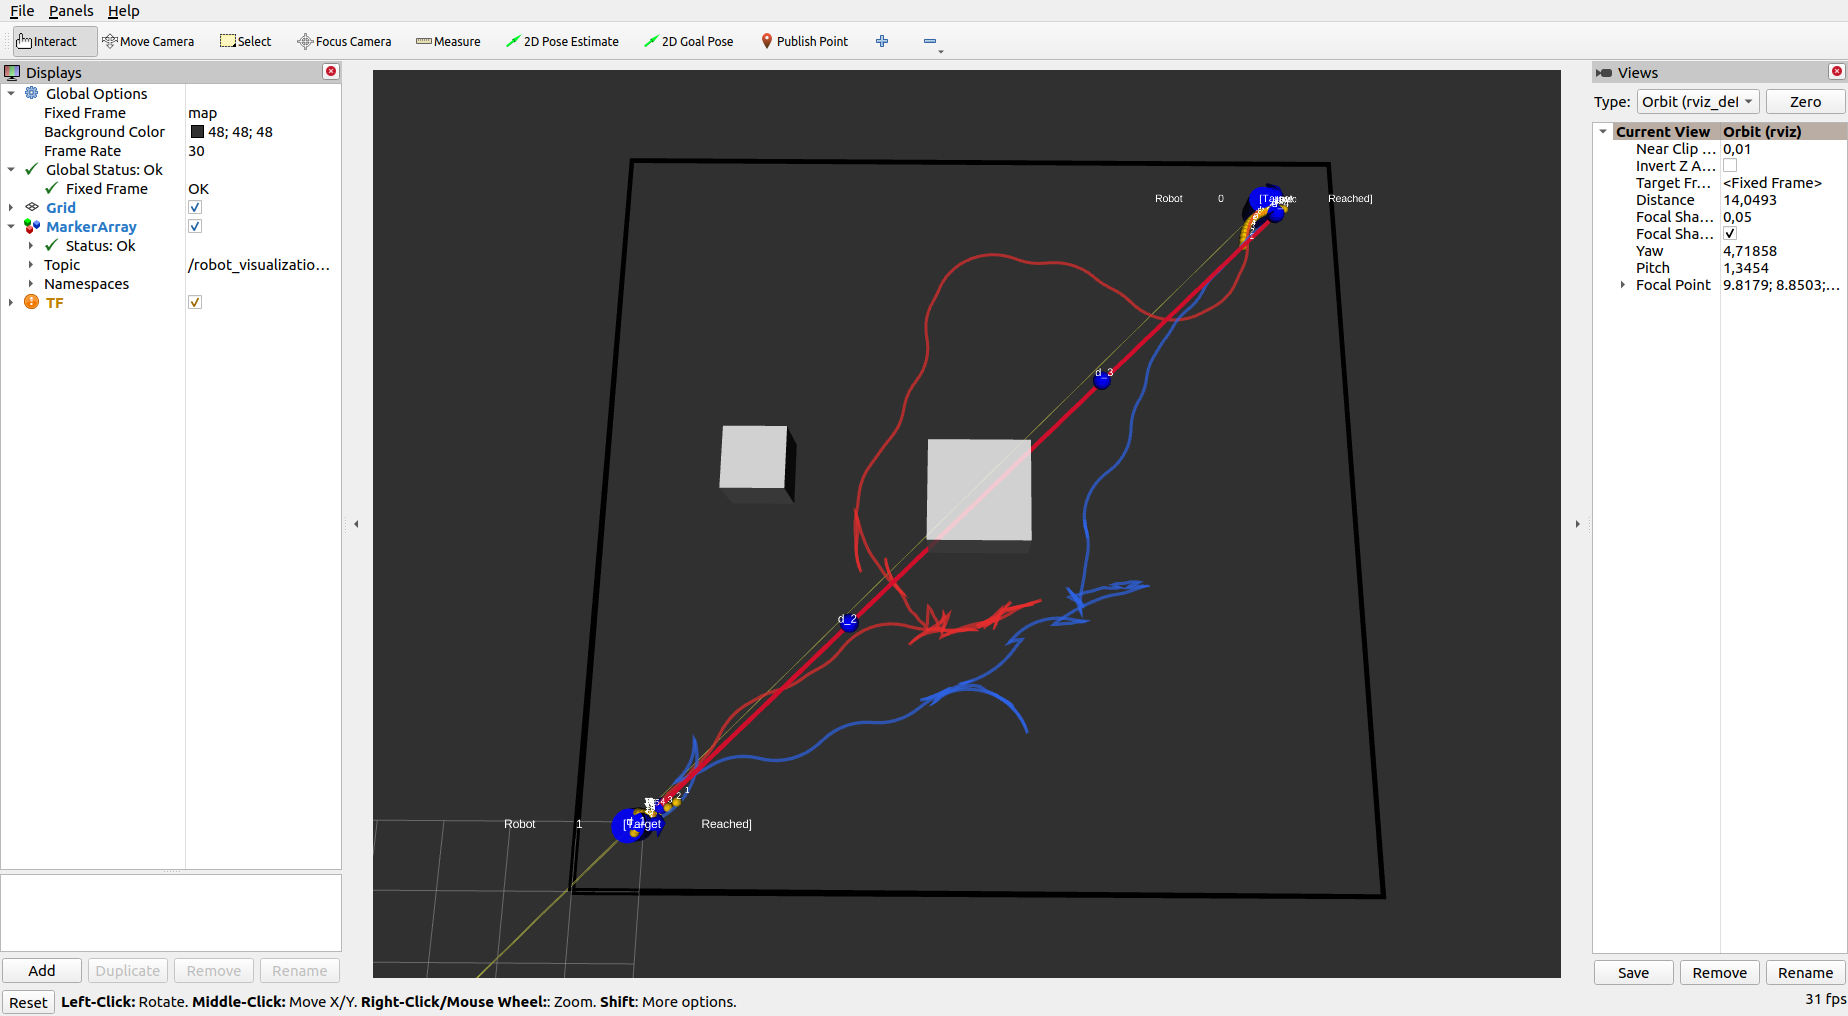 File Panels Help
Interact Move Camera Select Focus Camera Measure 2D Pose Estimate 2D Goal Pose Publish Point
Displays
Global Options
Fixed Frame map
Background Color 48; 48; 48
Frame Rate 30
Global Status: Ok
Fixed Frame OK
Grid
MarkerArray
Status: Ok
Topic /robot_visualizatio...
Namespaces
TF
Add Duplicate Remove Rename
Reset Left-Click: Rotate. Middle-Click: Move X/Y. Right-Click/Mouse Wheel:: Zoom. Shift: More options.
Robot 0 Reached]
d_3
d_2
4 3 2 1
Robot 1 [Target Reached]
Views
Type: Orbit (rviz_def Zero
Current View Orbit (rviz)
Near Clip ... 0,01
Invert Z A...
Target Fr... <Fixed Frame>
Distance 14,0493
Focal Sha... 0,05
Focal Sha...
Yaw 4,71858
Pitch 1,3454
Focal Point 9.8179; 8.8503;...
Save Remove Rename
31 fps